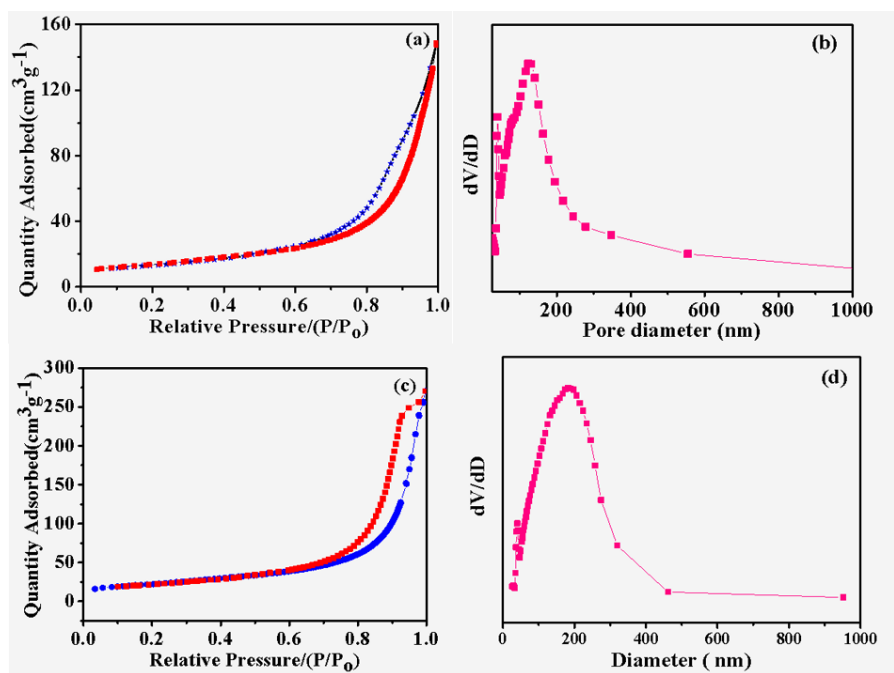 (a)
Quantity Adsorbed(cm³g⁻¹)
160
120
80
40
0
0.0 0.2 0.4 0.6 0.8 1.0
Relative Pressure/(P/P₀)
(b)
dV/dD
200 400 600 800 1000
Pore diameter (nm)
(c)
Quantity Adsorbed(cm³g⁻¹)
300
250
200
150
100
50
0
0.0 0.2 0.4 0.6 0.8 1.0
Relative Pressure/(P/P₀)
(d)
dV/dD
0 200 400 600 800 1000
Diameter ( nm)